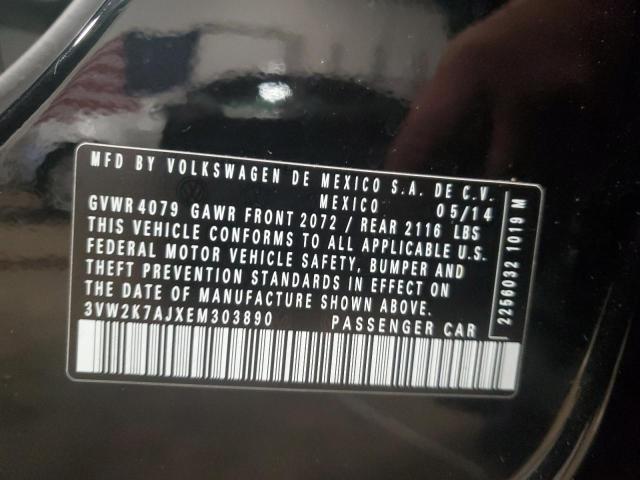 MFD BY VOLKSWAGEN DE MEXICO S.A. DE C.V.
MEXICO 05/14
GVWR 4079 GAWR FRONT 2072 / REAR 2116 LBS
THIS VEHICLE CONFORMS TO ALL APPLICABLE U.S.
FEDERAL MOTOR VEHICLE SAFETY, BUMPER AND
THEFT PREVENTION STANDARDS IN EFFECT ON
THE DATE OF MANUFACTURE SHOWN ABOVE.
3VW2K7AJXEM303890 PASSENGER CAR
2256032 1019 M